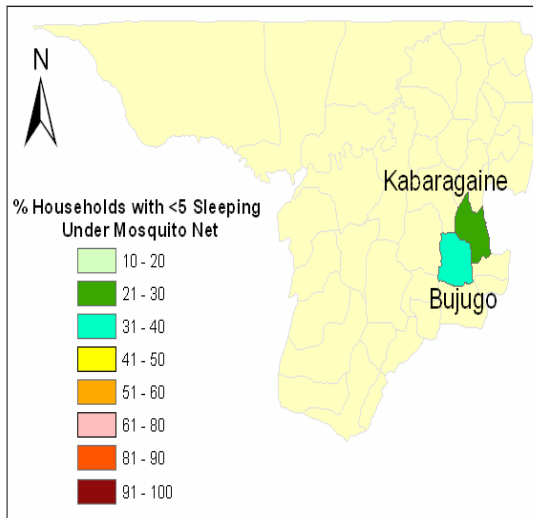 N
Kabaragaine
Bujugo
% Households with <5 Sleeping
Under Mosquito Net
10 - 20
21 - 30
31 - 40
41 - 50
51 - 60
61 - 80
81 - 90
91 - 100